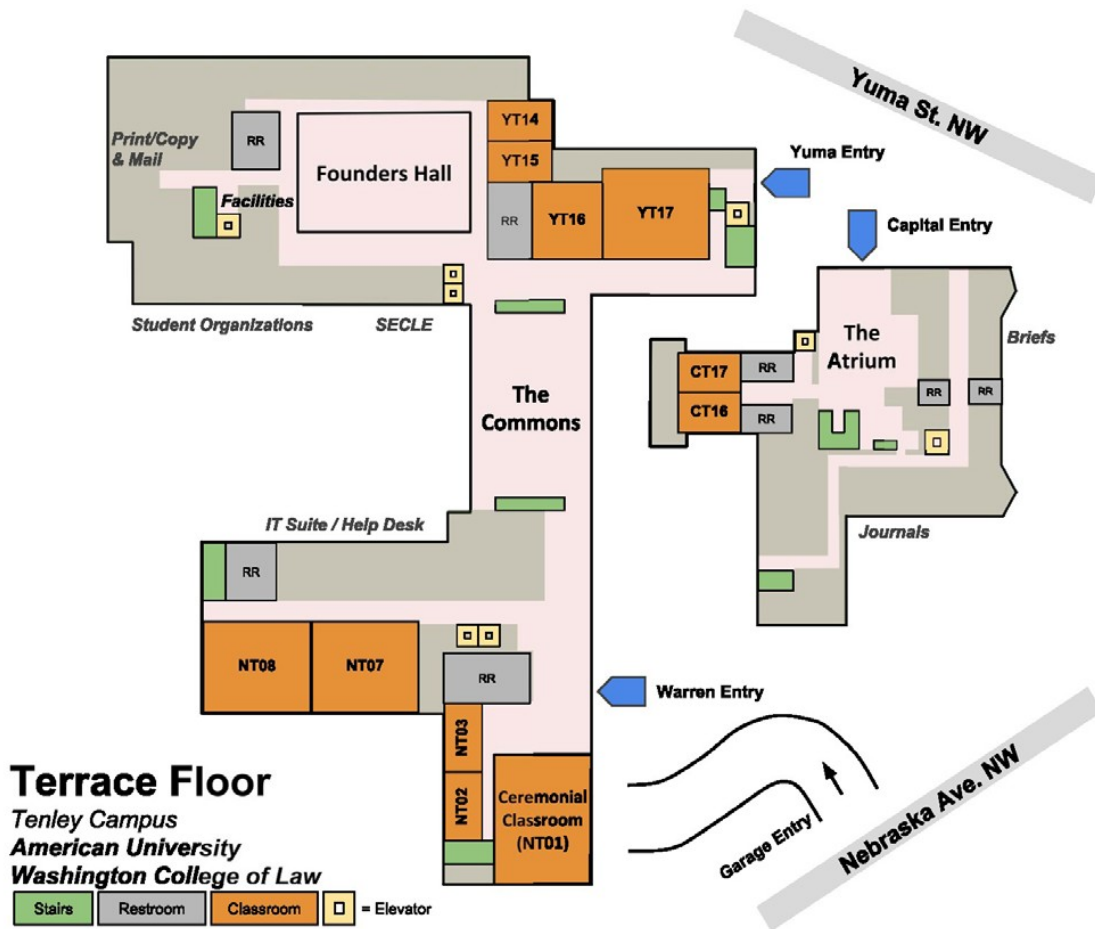 Yuma St. NW
Print/Copy
& Mail
RR
Founders Hall
YT14
YT15
Facilities
RR
YT16
YT17
Yuma Entry
Capital Entry
Student Organizations
SECLE
The
Commons
The
Atrium
Briefs
CT17
RR
CT16
RR
RR
RR
Journals
IT Suite / Help Desk
RR
NT08
NT07
RR
Warren Entry
NT03
NT02
Ceremonial
Classroom
(NT01)
Garage Entry
Nebraska Ave. NW
Terrace Floor
Tenley Campus
American University
Washington College of Law
Stairs
Restroom
Classroom
= Elevator